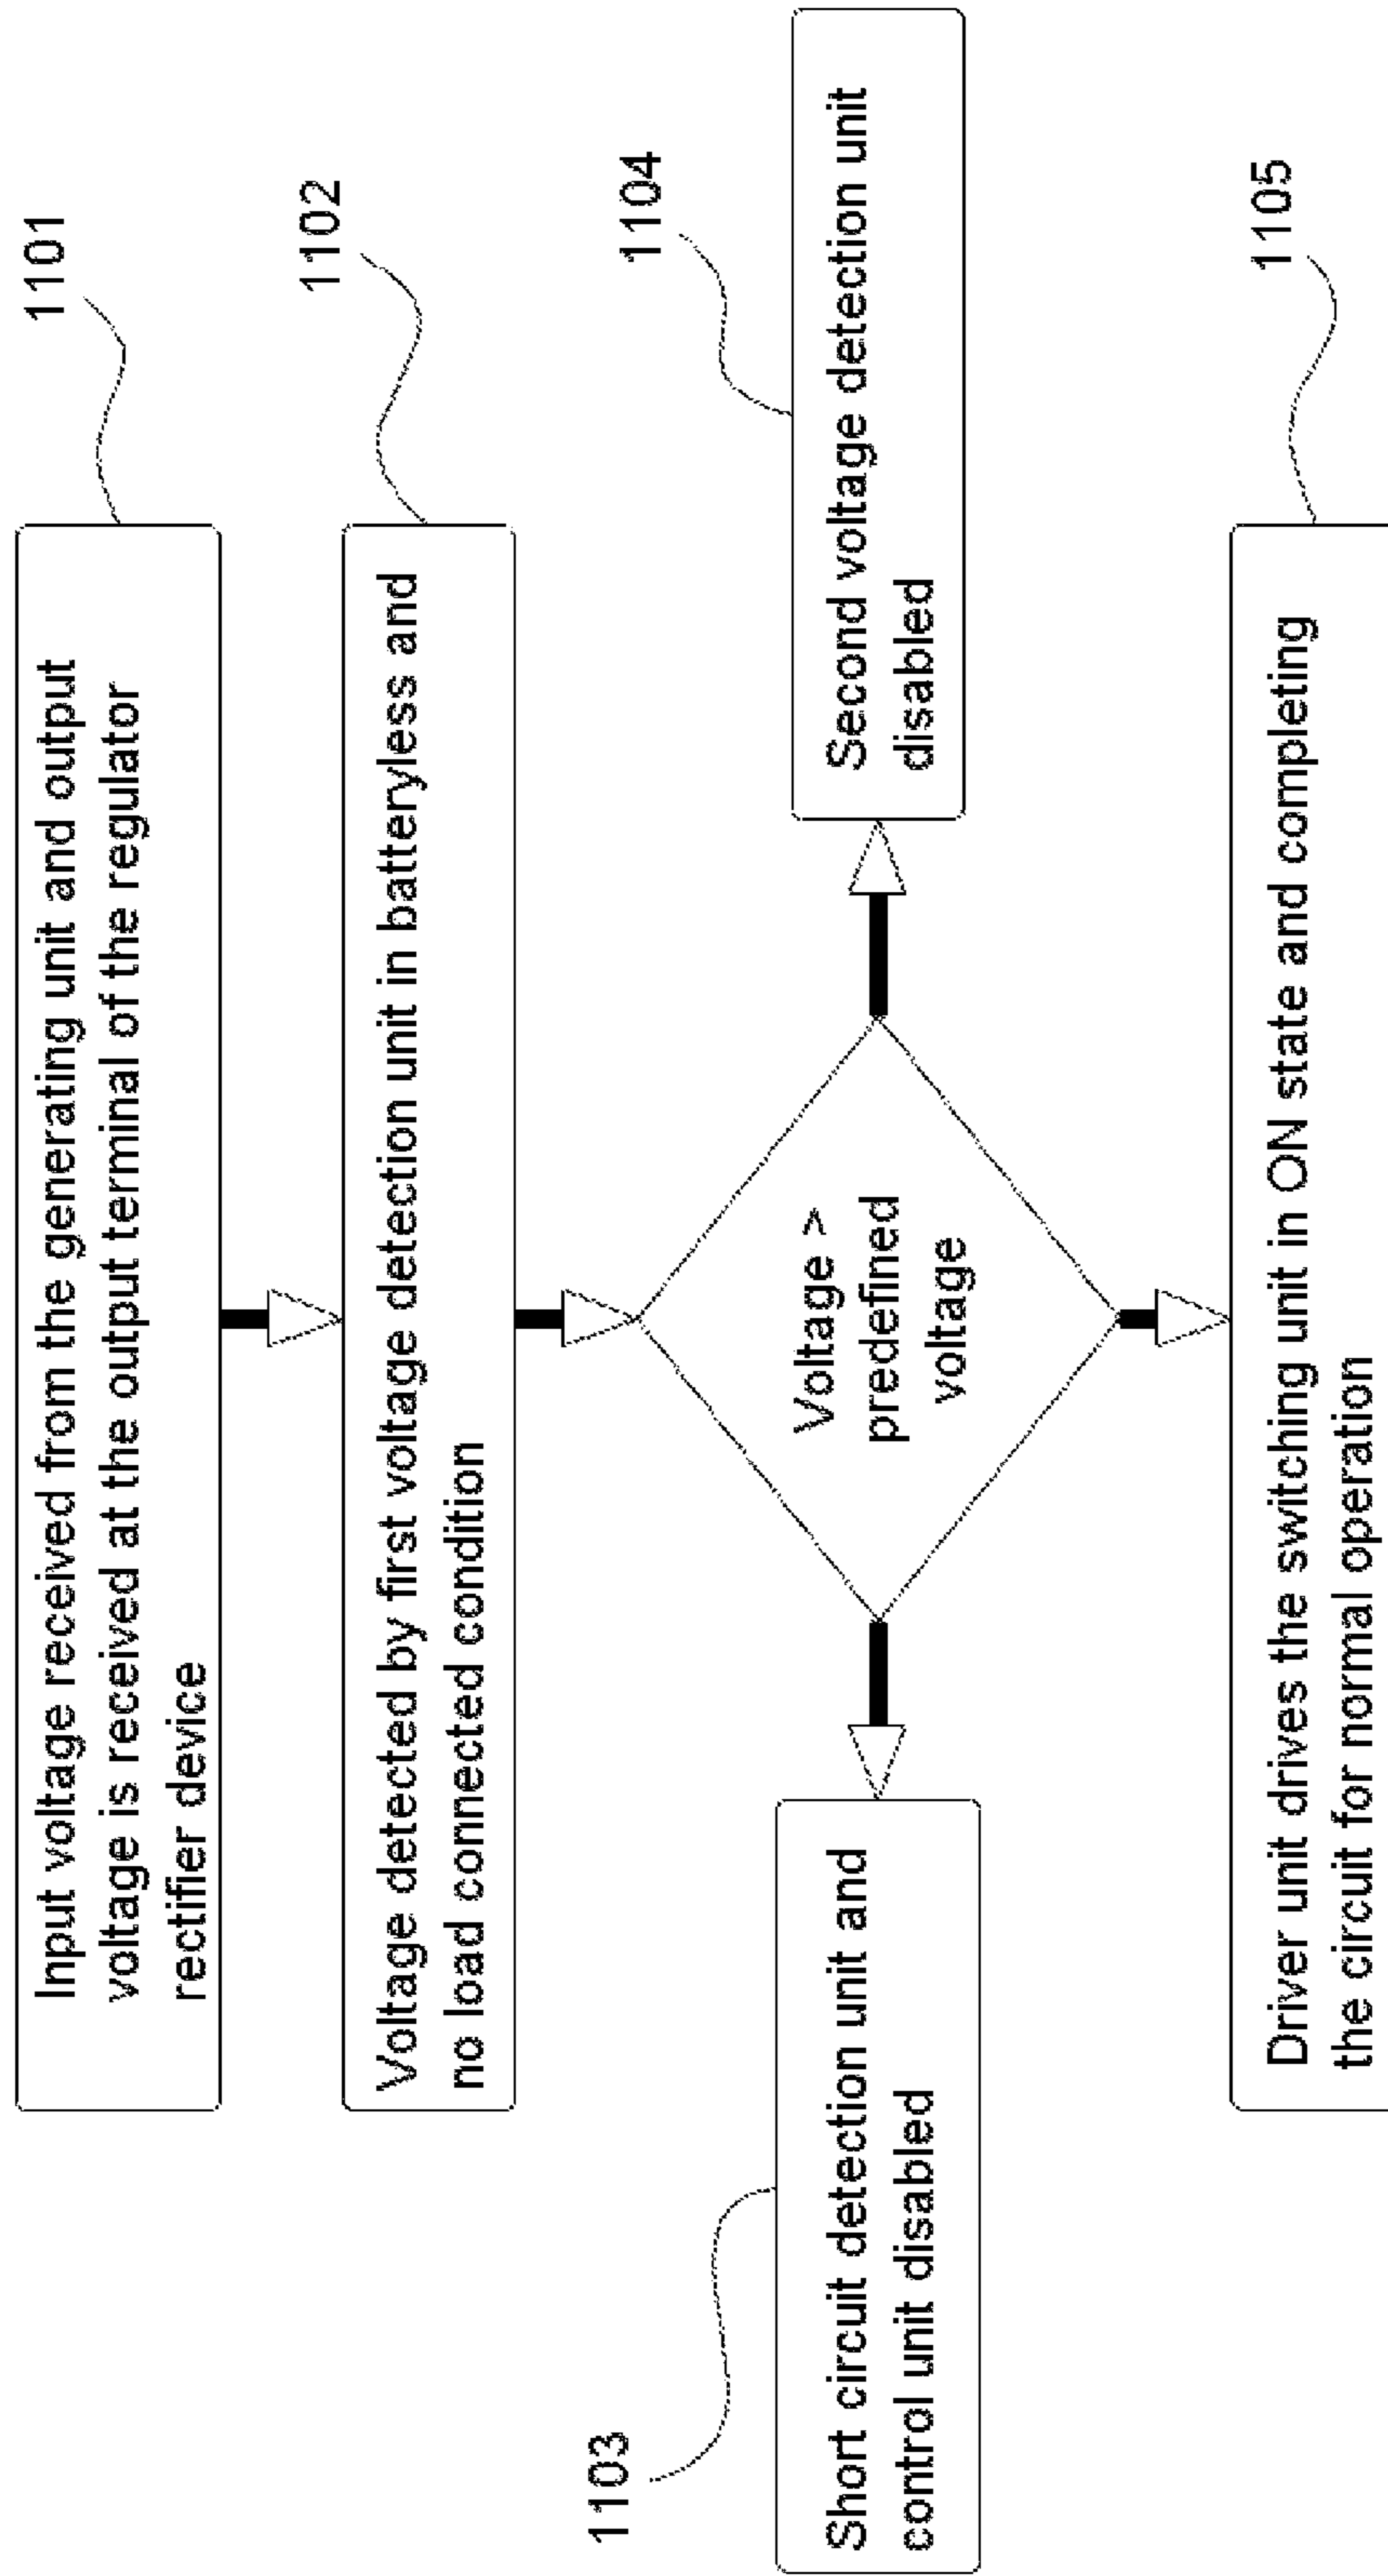 Input voltage received from the generating unit and output
voltage is received at the output terminal of the regulator
rectifier device
1101
Voltage detected by first voltage detection unit in batteryless and
no load connected condition
1102
Voltage >
predefined
voltage
1103
Short circuit detection unit and
control unit disabled
1104
Second voltage detection unit
disabled
Driver unit drives the switching unit in ON state and completing
the circuit for normal operation
1105